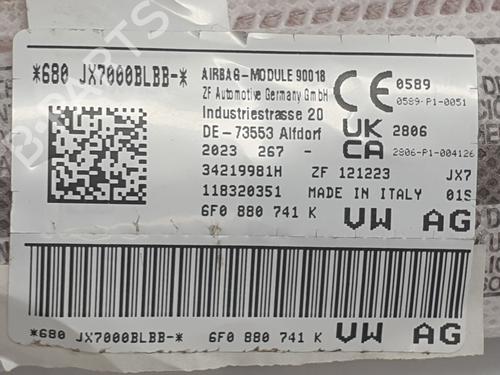 *680 JX7000BLBB-*
AIRBAG-MODULE 90018
ZF Automotive Germany GmbH
Industriestrasse 20
DE-73553 Alfdorf
2023 267 -
34219981H ZF 121223 JX7
118320351 MADE IN ITALY 01S
6F0 880 741 K VW AG
CE 0589
0589-P1-0051
UK CA 2806
2806-P1-004126
*680 JX7000BLBB-* 6F0 880 741 K VW AG
B-PARTS